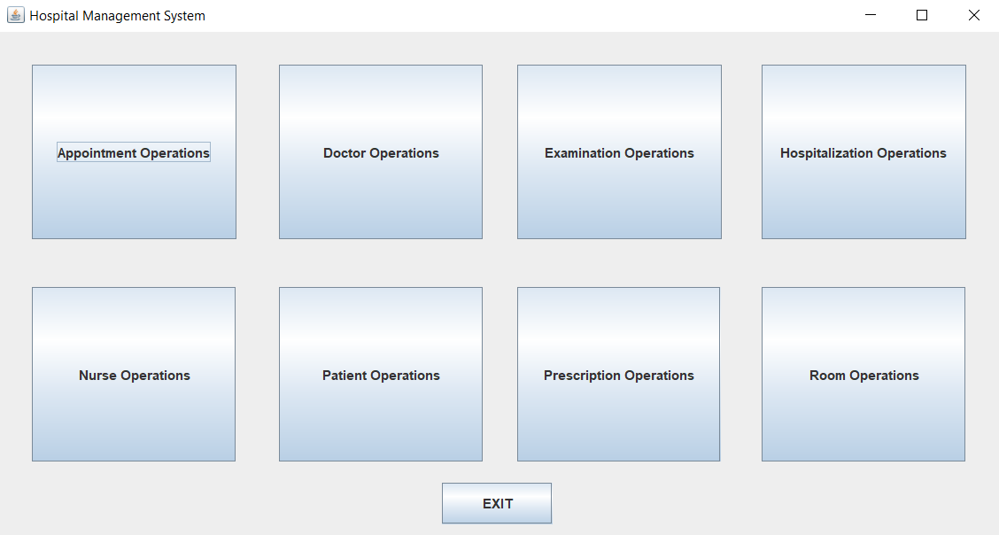 Hospital Management System
Appointment Operations
Doctor Operations
Examination Operations
Hospitalization Operations
Nurse Operations
Patient Operations
Prescription Operations
Room Operations
EXIT